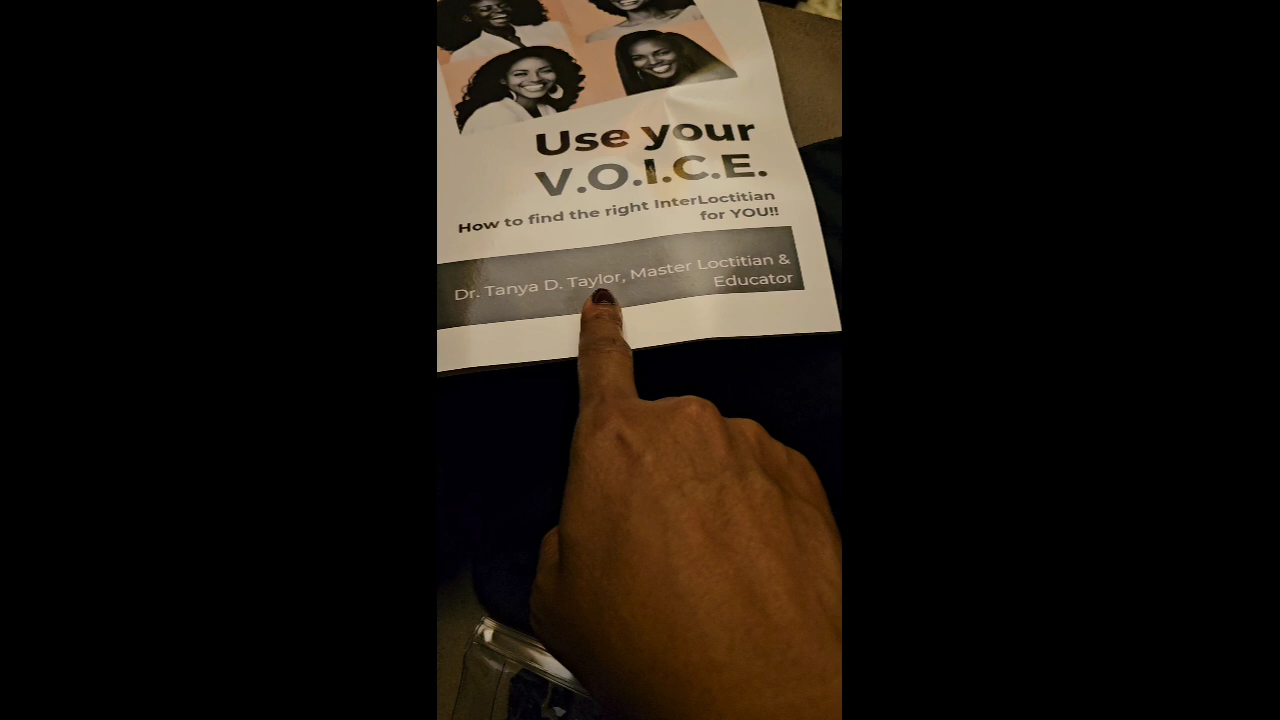 Use your
V.O.I.C.E.
How to find the right InterLoctitian
for YOU!!
Dr. Tanya D. Taylor, Master Loctitian &
Educator